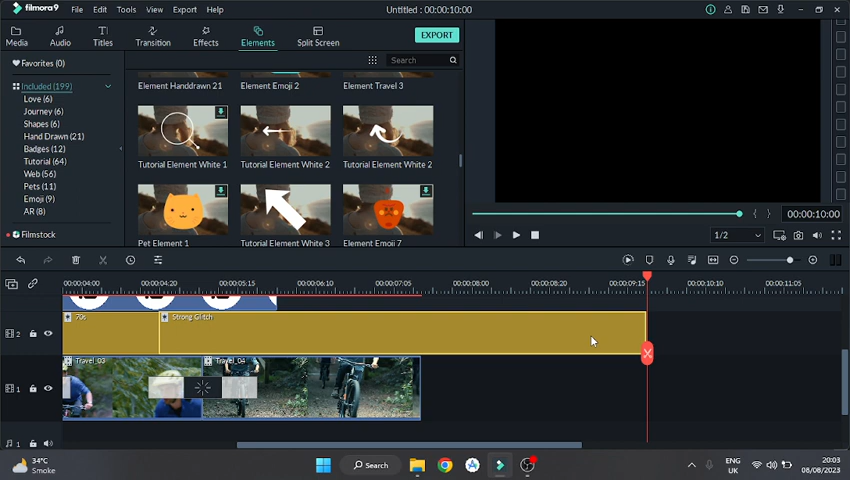 filmora9
File Edit Tools View Export Help
Untitled : 00:00:10:00
Media Audio Titles Transition Effects Elements Split Screen
EXPORT
Favorites (0)
Included (199)
Love (6)
Journey (6)
Shapes (6)
Hand Drawn (21)
Badges (12)
Tutorial (64)
Web (56)
Pets (11)
Emoji (9)
AR (8)
Filmstock
Search
Element Handdrawn 21 Element Emoji 2 Element Travel 3
Tutorial Element White 1 Tutorial Element White 2 Tutorial Element White 2
Pet Element 1 Tutorial Element White 3 Element Emoji 7
00:00:10:00
1/2
00:00:04:00 00:00:04:20 00:00:05:15 00:00:06:10 00:00:07:05 00:00:08:00 00:00:08:20 00:00:09:15 00:00:10:10 00:00:11:05
2
70s Strong Glitch
1
Travel_03 Travel_04
1
34°C
Smoke
Search
ENG
UK
20:03
08/08/2023